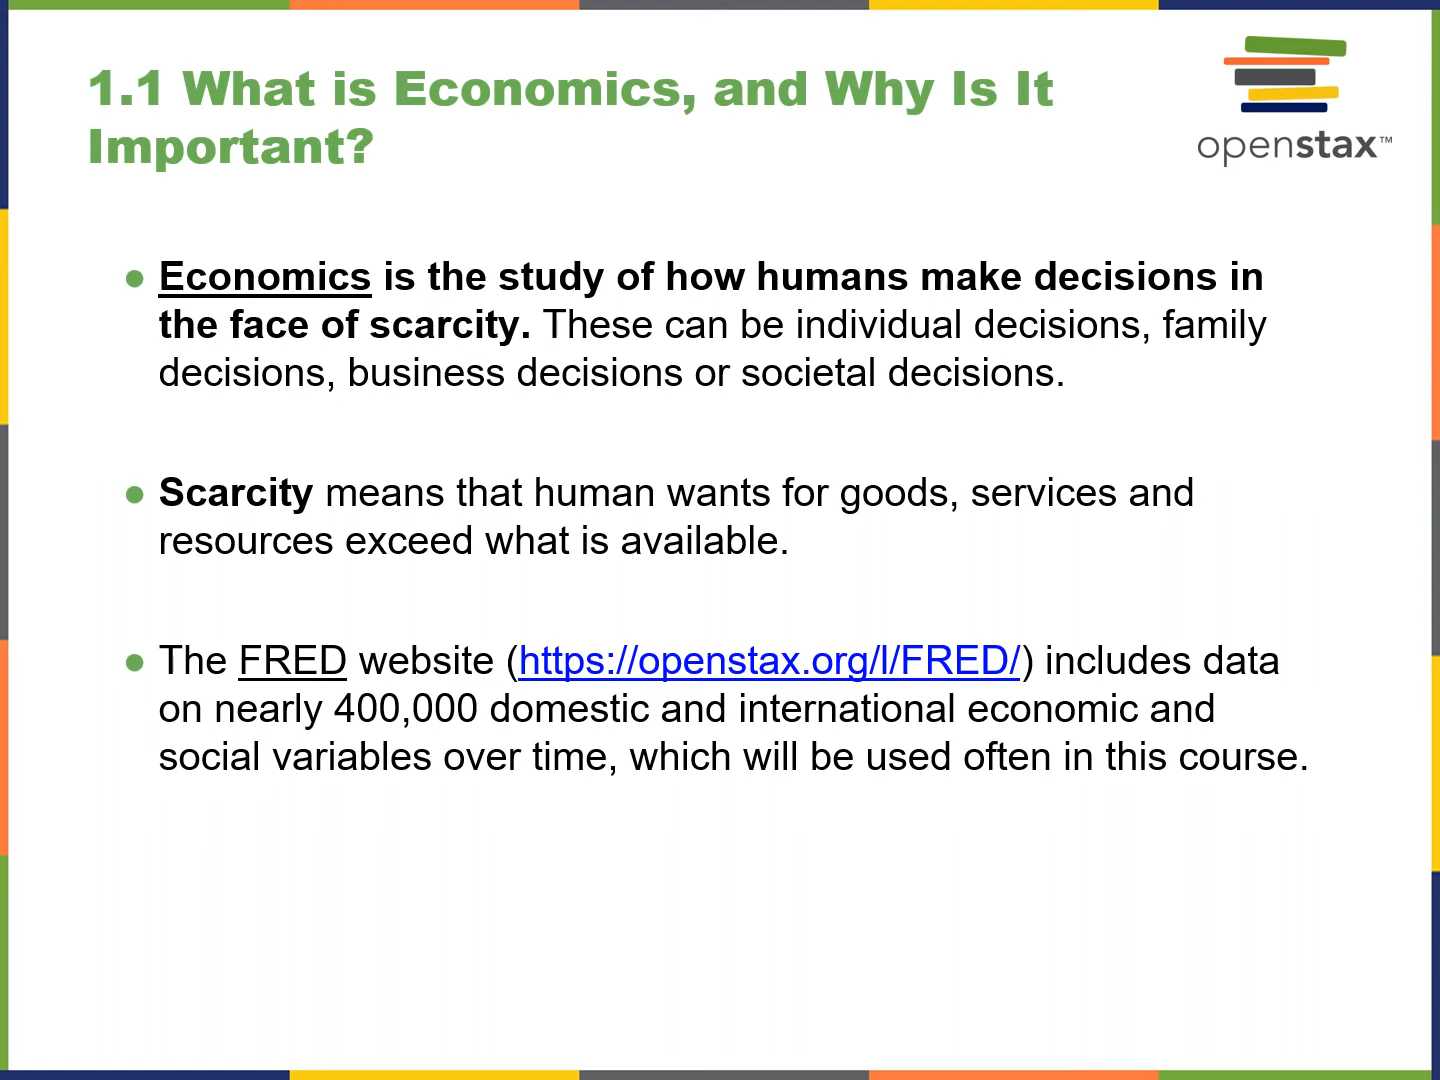 1.1 What is Economics, and Why Is It
Important?
openstax™
● Economics is the study of how humans make decisions in
the face of scarcity. These can be individual decisions, family
decisions, business decisions or societal decisions.
● Scarcity means that human wants for goods, services and
resources exceed what is available.
● The FRED website (https://openstax.org/l/FRED/) includes data
on nearly 400,000 domestic and international economic and
social variables over time, which will be used often in this course.